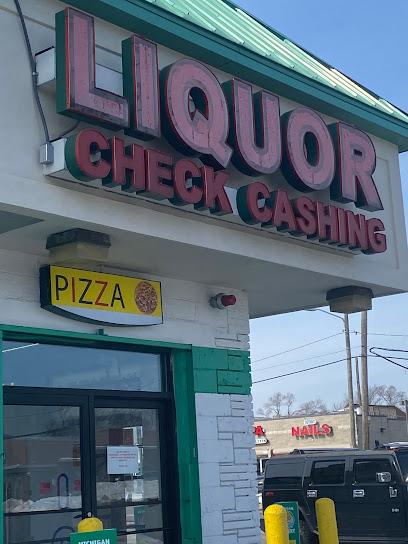 LIQUOR
CHECK CASHING
PIZZA
NAILS
MICHIGAN